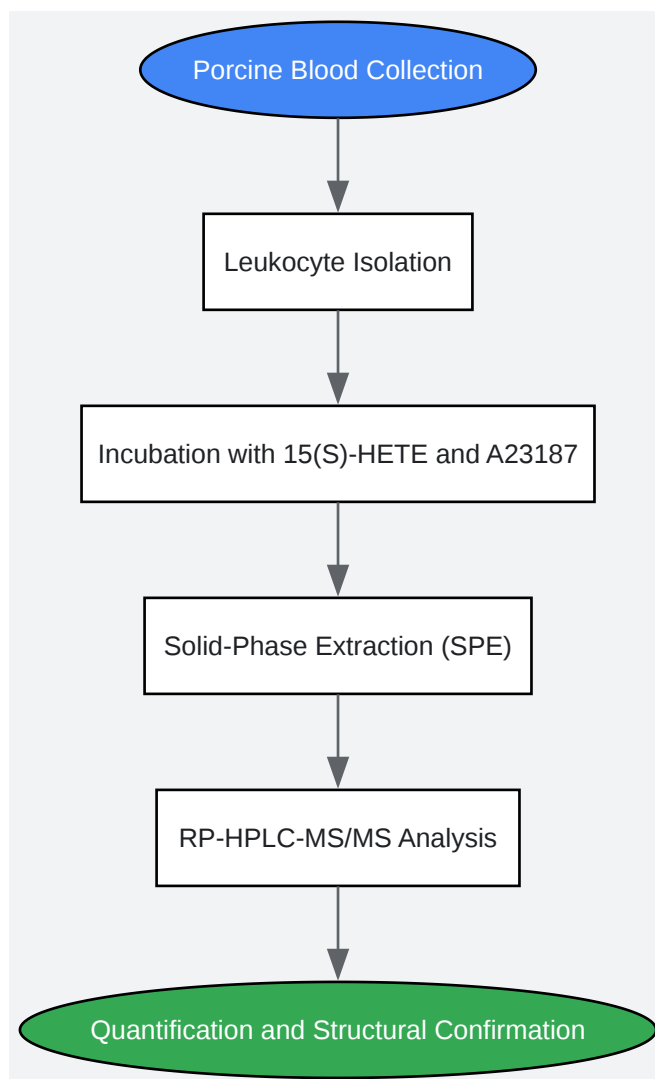 Porcine Blood Collection
Leukocyte Isolation
Incubation with 15(S)-HETE and A23187
Solid-Phase Extraction (SPE)
RP-HPLC-MS/MS Analysis
Quantification and Structural Confirmation